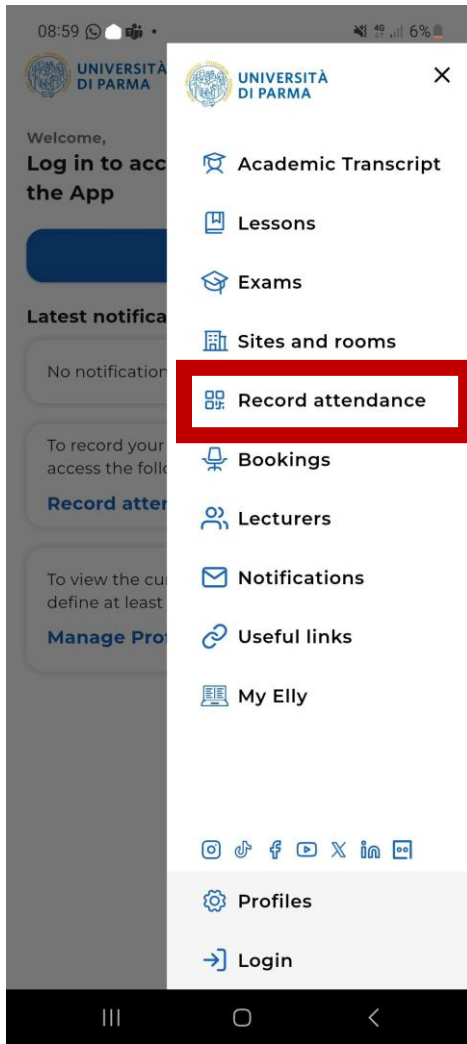 08:59
4G
6%
UNIVERSITÀ
DI PARMA
Welcome,
Log in to acc
the App
Latest notifica
No notification
To record your
access the foll
Record atter
To view the cu
define at least
Manage Pro
UNIVERSITÀ
DI PARMA
Academic Transcript
Lessons
Exams
Sites and rooms
Record attendance
Bookings
Lecturers
Notifications
Useful links
My Elly
Profiles
Login